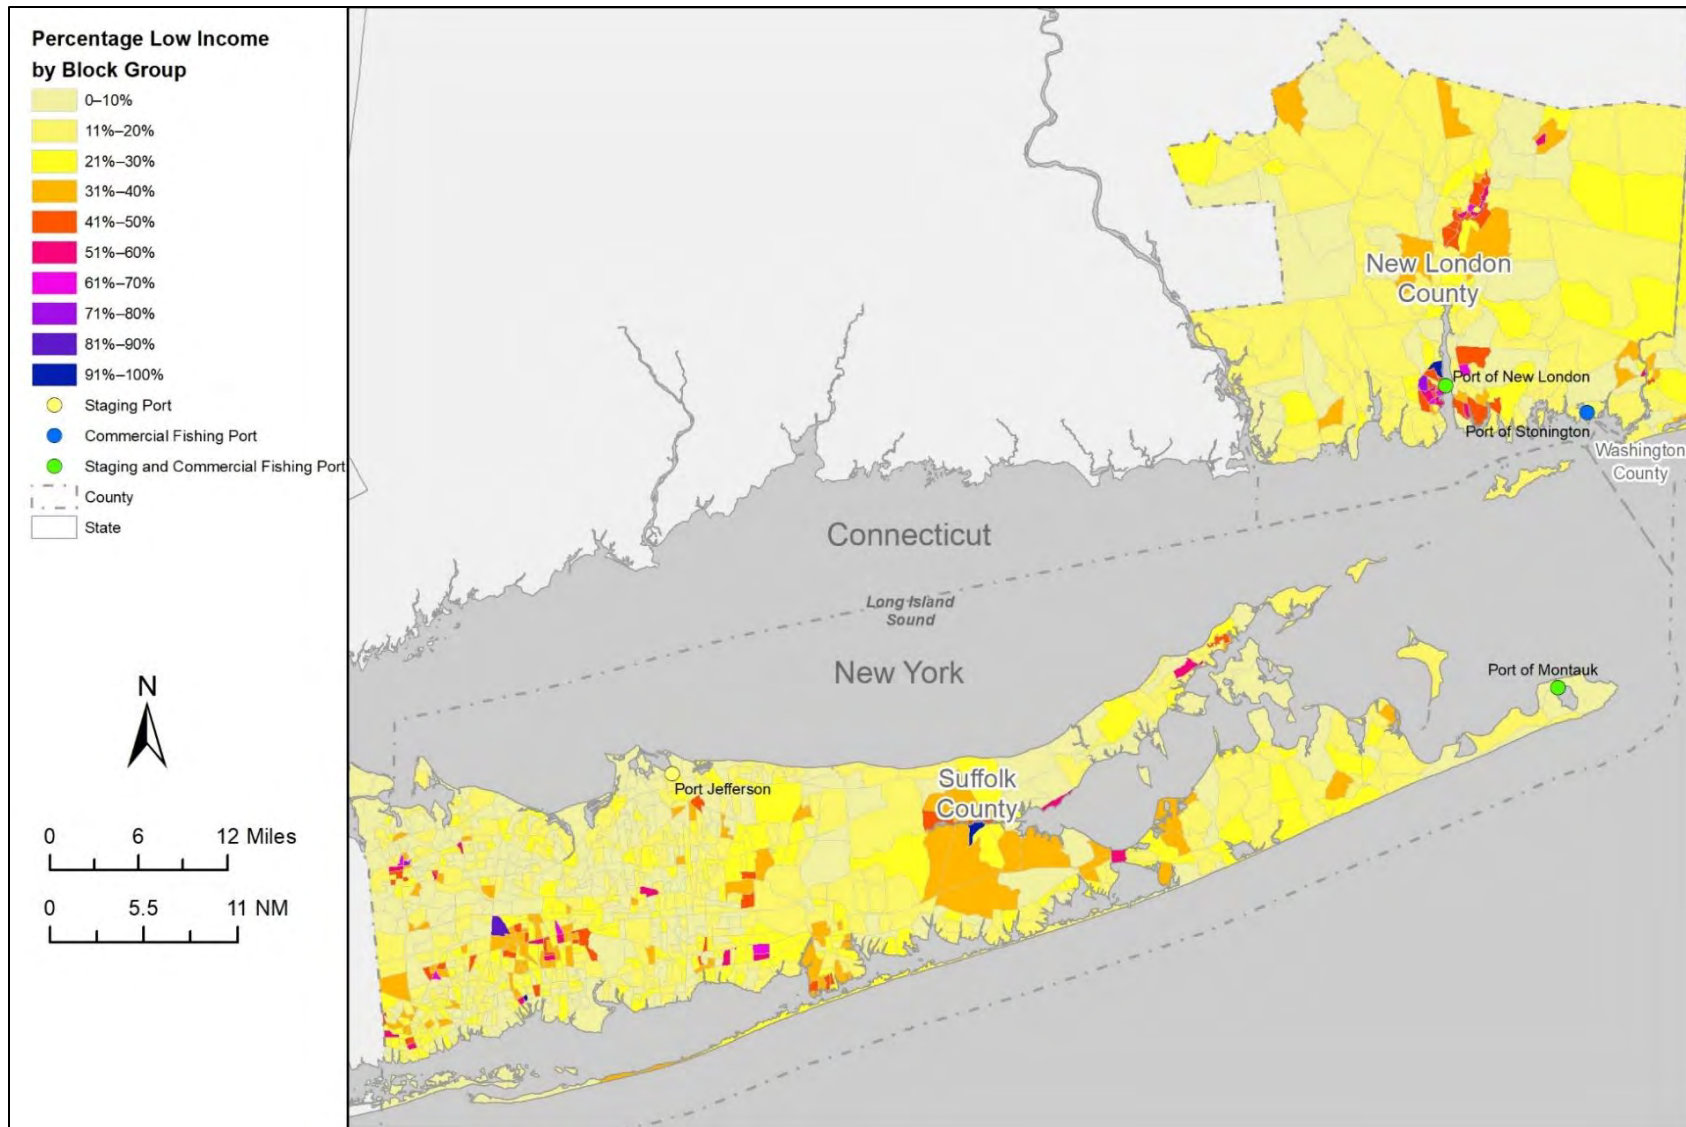 Percentage Low Income
by Block Group
0–10%
11%–20%
21%–30%
31%–40%
41%–50%
51%–60%
61%–70%
71%–80%
81%–90%
91%–100%
Staging Port
Commercial Fishing Port
Staging and Commercial Fishing Port
County
State
N
0 6 12 Miles
0 5.5 11 NM
New London
County
Port of New London
Port of Stonington
Washington
County
Connecticut
Long Island
Sound
New York
Port of Montauk
Port Jefferson
Suffolk
County